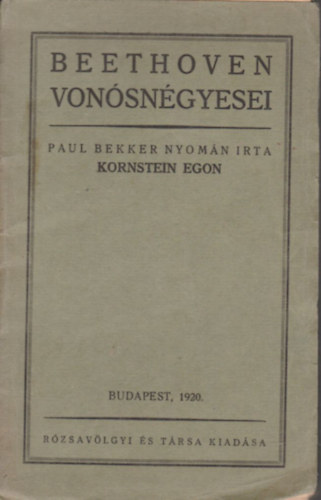 BEETHOVEN
VONÓSNÉGYESEI
PAUL BEKKER NYOMÁN IRTA
KORNSTEIN EGON
BUDAPEST, 1920.
RÓZSAVÖLGYI ÉS TÁRSA KIADÁSA